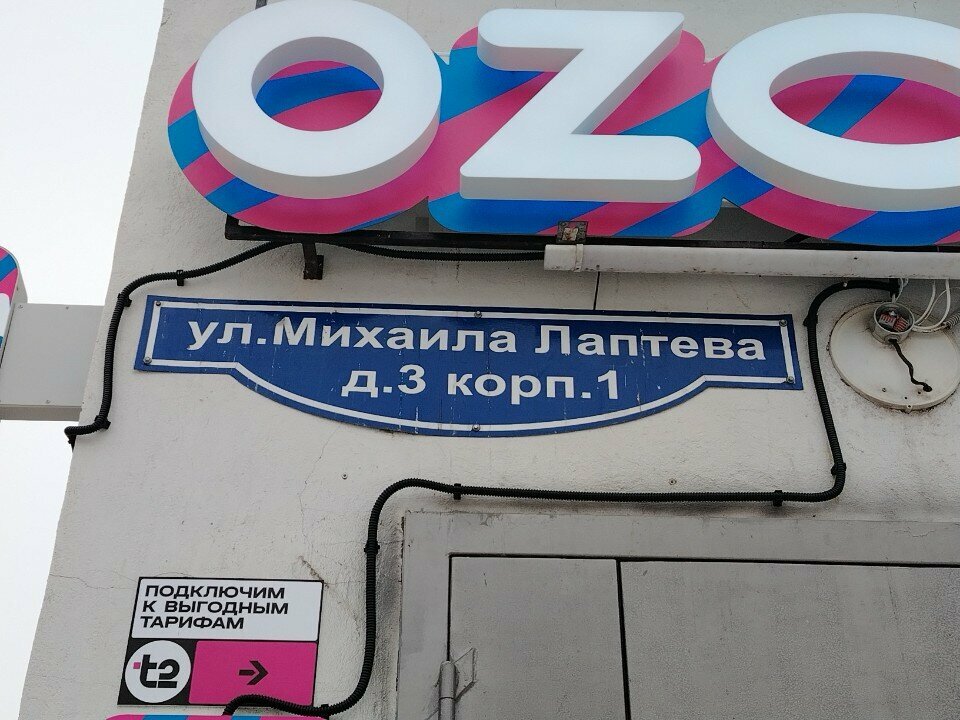 OZO
ул.Михаила Лаптева
д.3 корп.1
ПОДКЛЮЧИМ
К ВЫГОДНЫМ
ТАРИФАМ
t2